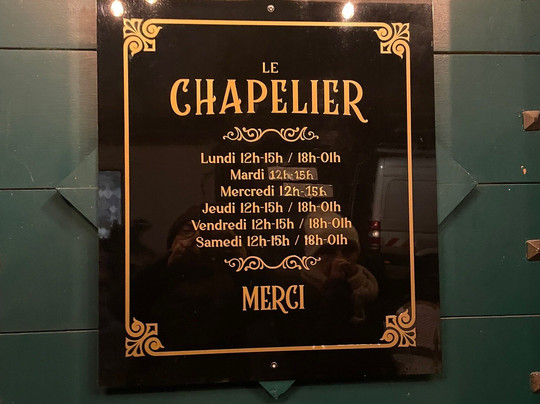 LE
CHAPELIER
Lundi 12h-15h / 18h-01h
Mardi 12h-15h
Mercredi 12h-15h
Jeudi 12h-15h / 18h-01h
Vendredi 12h-15h / 18h-01h
Samedi 12h-15h / 18h-01h
MERCI